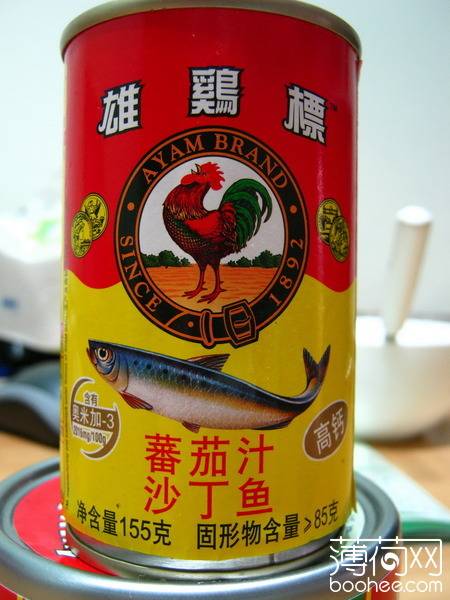 雄鷄標
AYAM BRAND
SINCE 1892
含有
奥米加-3
高钙
蕃茄汁
沙丁鱼
净含量155克 固形物含量≥85克
薄荷网
boohee.com